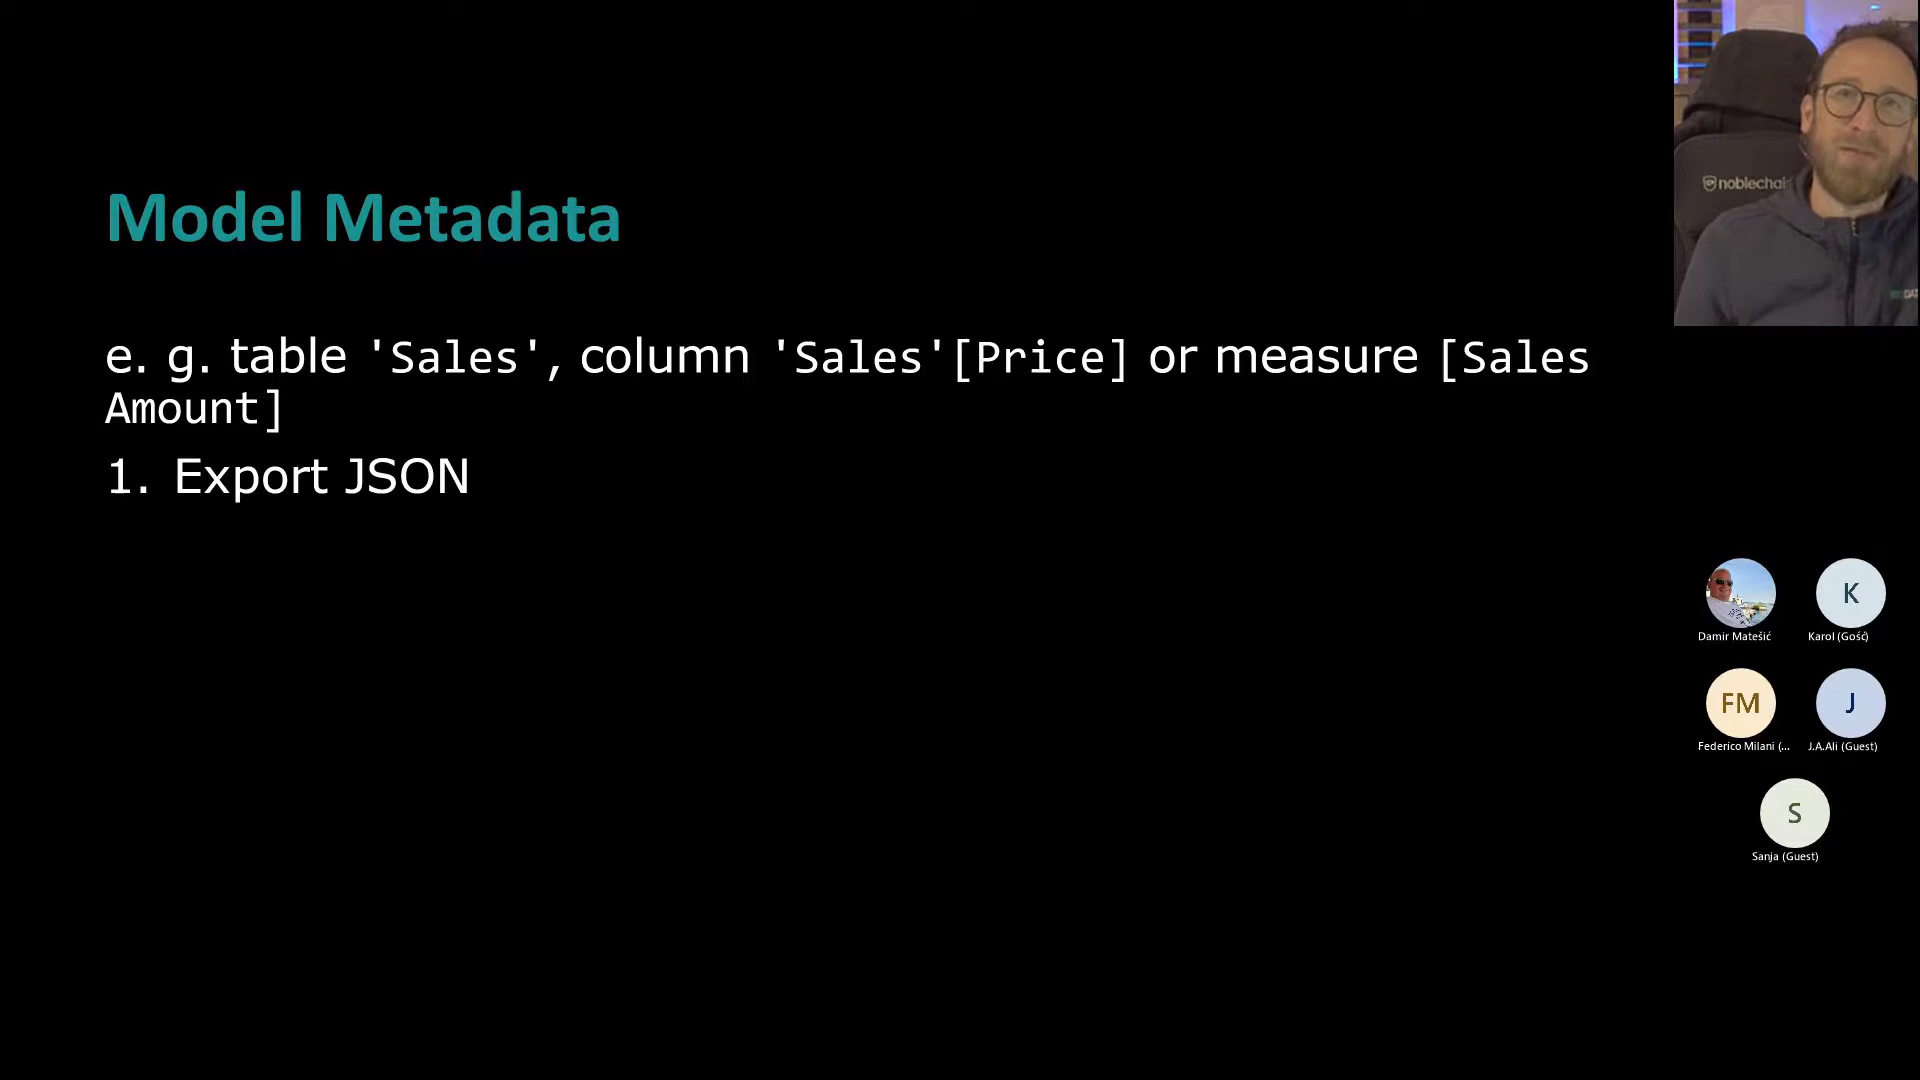 Model Metadata
e. g. table 'Sales', column 'Sales'[Price] or measure [Sales
Amount]
1. Export JSON
noblechai
K
Damir Matešić
Karol (Gość)
FM
J
Federico Milani (...
J.A.Ali (Guest)
S
Sanja (Guest)